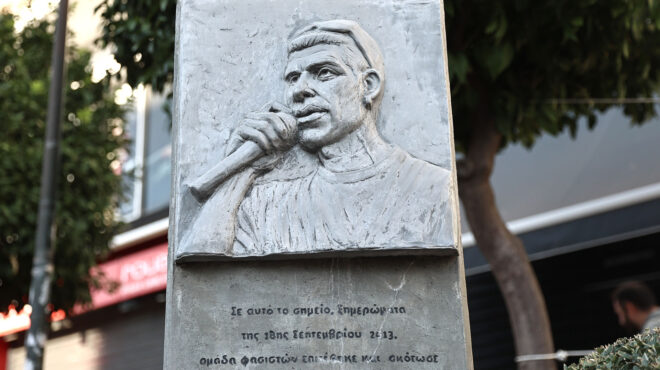 Σε αυτό το σημείο, ξημερώματα
της 18ης Σεπτεμβρίου 2013,
ομάδα φασιστών επιτέθηκε και σκότωσε